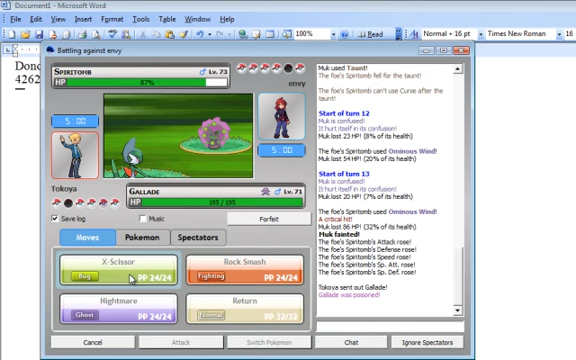 Document1 - Microsoft Word
File Edit View Insert Format Tools Table Window Help
100% Read Normal + 16 pt Times New Roman 16
4262
Battling against envy
SPIRITOMB Lv. 73
HP 87%
envy
5:00
5:00
Tokoya
GALLADE Lv. 71
HP 195 / 195
Save log Music Forfeit
Moves Pokemon Spectators
X-Scissor
Bug PP 24/24
Rock Smash
Fighting PP 24/24
Nightmare
Ghost PP 24/24
Return
Normal PP 32/32
Cancel Attack Switch Pokemon Chat Ignore Spectators
Muk used Taunt!
The foe's Spiritomb fell for the taunt!
The foe's Spiritomb can't use Curse after the
taunt!
Start of turn 12
Muk is confused!
It hurt itself in its confusion!
Muk lost 23 HP! (8% of its health)
The foe's Spiritomb used Ominous Wind!
Muk lost 54 HP! (20% of its health)
Start of turn 13
Muk is confused!
It hurt itself in its confusion!
Muk lost 20 HP! (7% of its health)
The foe's Spiritomb used Ominous Wind!
A critical hit!
Muk lost 86 HP! (32% of its health)
Muk fainted!
The foe's Spiritomb's Attack rose!
The foe's Spiritomb's Defense rose!
The foe's Spiritomb's Speed rose!
The foe's Spiritomb's Sp. Att. rose!
The foe's Spiritomb's Sp. Def. rose!
Tokoya sent out Gallade!
Gallade was poisoned!